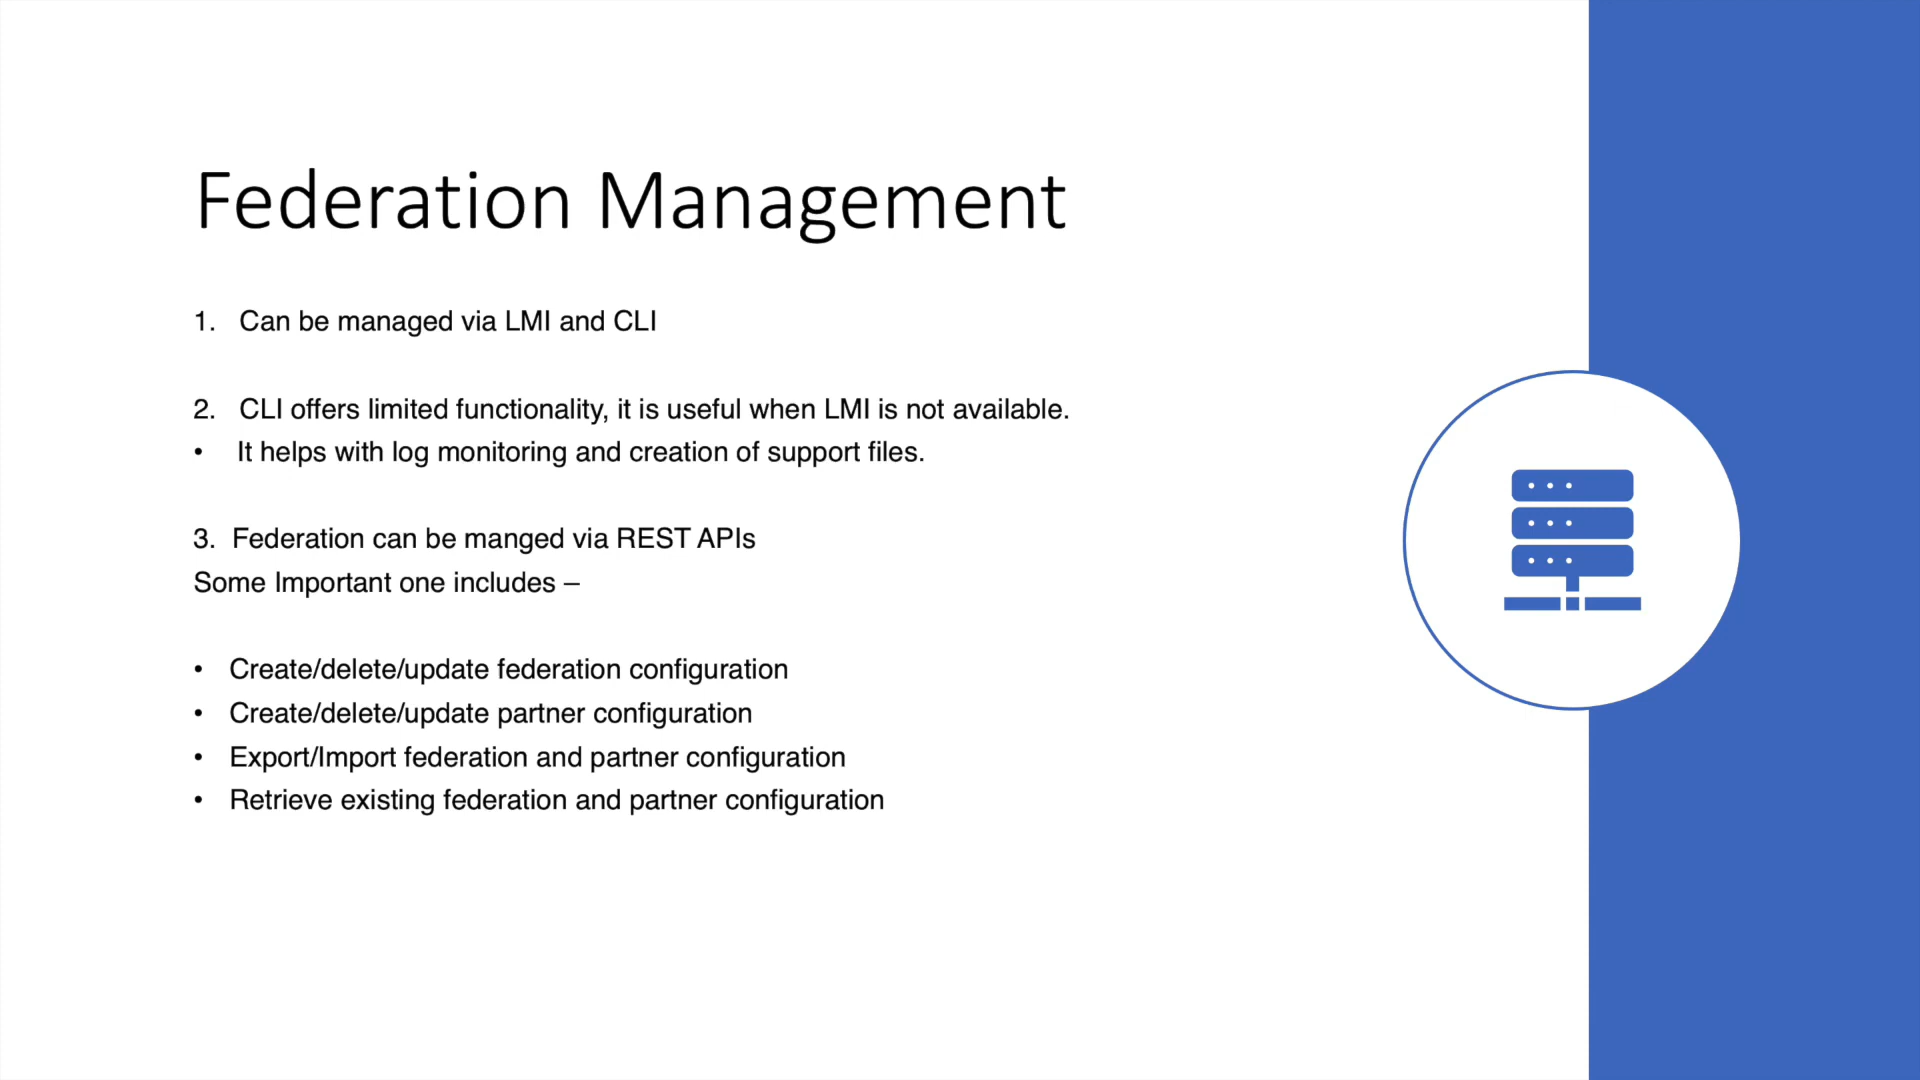 Federation Management
1. Can be managed via LMI and CLI
2. CLI offers limited functionality, it is useful when LMI is not available.
• It helps with log monitoring and creation of support files.
3. Federation can be manged via REST APIs
Some Important one includes –
• Create/delete/update federation configuration
• Create/delete/update partner configuration
• Export/Import federation and partner configuration
• Retrieve existing federation and partner configuration